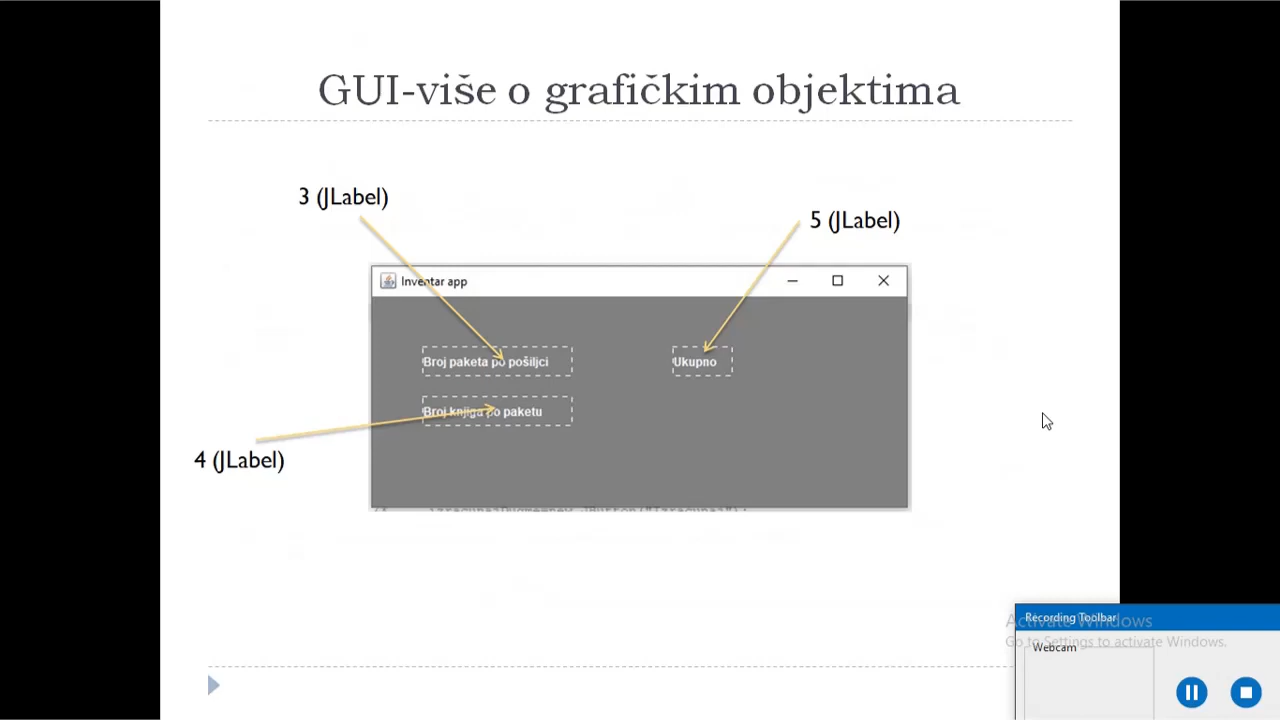 GUI-više o grafičkim objektima
3 (JLabel)
5 (JLabel)
Inventar app
Broj paketa po pošiljci
Ukupno
Broj knjiga po paketu
4 (JLabel)
Recording Toolbar
Activate Windows
Go to Settings to activate Windows.
Webcam